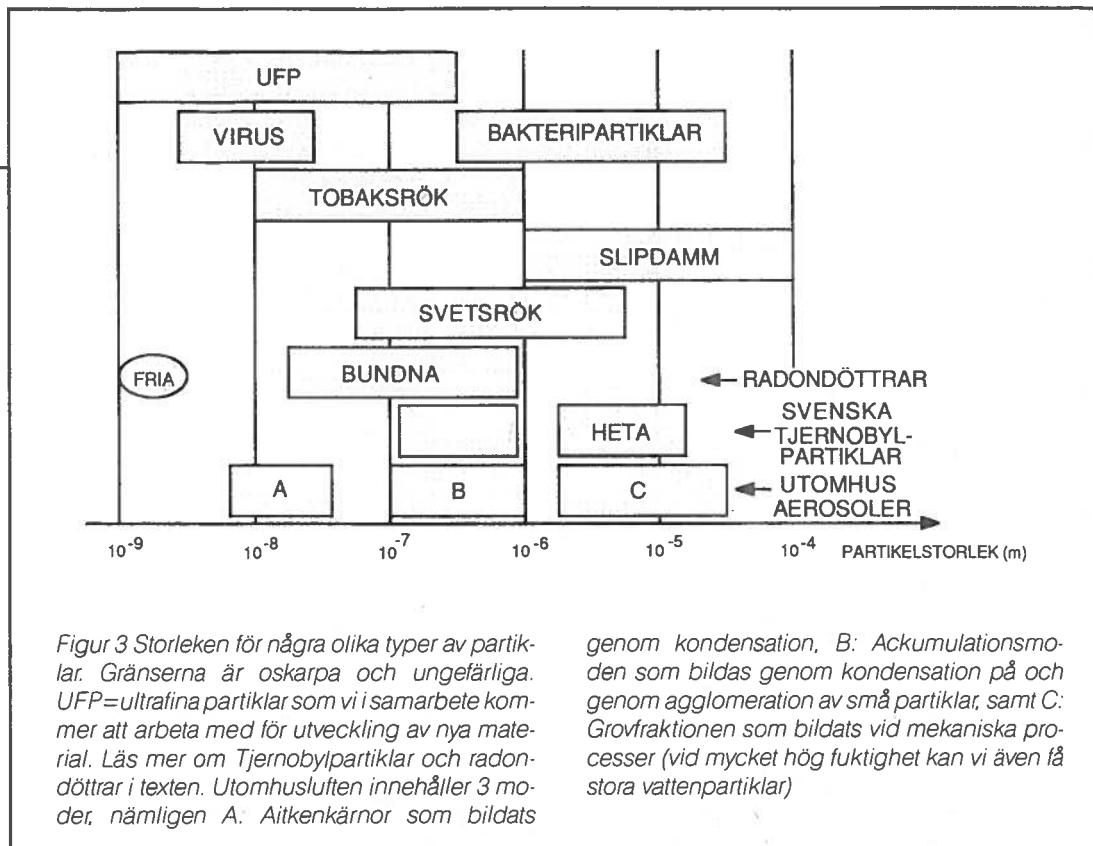 UFP
VIRUS
BAKTERIPARTIKLAR
TOBAKSRÖK
SLIPDAMM
SVETSRÖK
FRIA
BUNDNA
RADONDÖTTRAR
HETA
SVENSKA
TJERNOBYL-
PARTIKLAR
A
B
C
UTOMHUS
AEROSOLER
10-9
10-8
10-7
10-6
10-5
10-4
PARTIKELSTORLEK (m)
Figur 3 Storleken för några olika typer av partik-
lar. Gränserna är oskarpa och ungefärliga.
UFP=ultrafina partiklar som vi i samarbete kom-
mer att arbeta med för utveckling av nya mate-
rial. Läs mer om Tjernobylpartiklar och radon-
döttrar i texten. Utomhusluften innehåller 3 mo-
der, nämligen A: Aitkenkärnor som bildats
genom kondensation, B: Ackumulationsmo-
den som bildas genom kondensation på och
genom agglomeration av små partiklar, samt C:
Grovfraktionen som bildats vid mekaniska pro-
cesser (vid mycket hög fuktighet kan vi även få
stora vattenpartiklar)